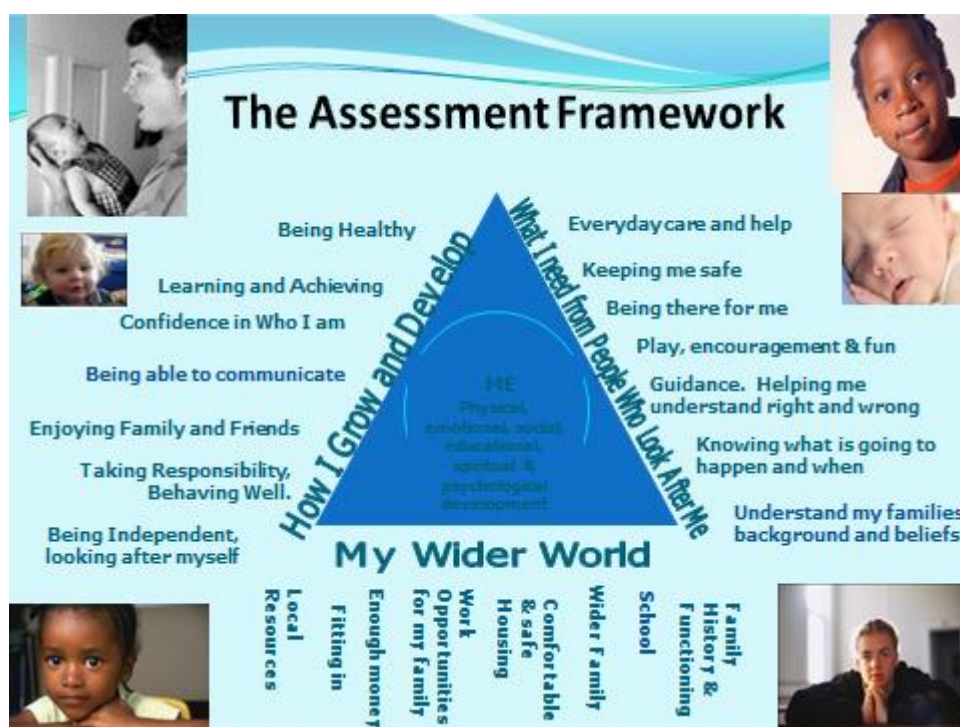 The Assessment Framework
Being Healthy
Learning and Achieving
Confidence in Who I am
Being able to communicate
Enjoying Family and Friends
Taking Responsibility,
Behaving Well.
Being Independent,
looking after myself
How I Grow and Develop
What I need from People Who Look After Me
Everyday care and help
Keeping me safe
Being there for me
Play, encouragement & fun
Guidance. Helping me
understand right and wrong
Knowing what is going to
happen and when
Understand my families
background and beliefs
ME
Physical,
emotional, social,
educational,
spiritual &
psychological
development
My Wider World
Local
Resources
Fitting in
Enough money
Work
Opportunities
for my family
Comfortable
& safe
Housing
Wider Family
School
Family
History &
Functioning